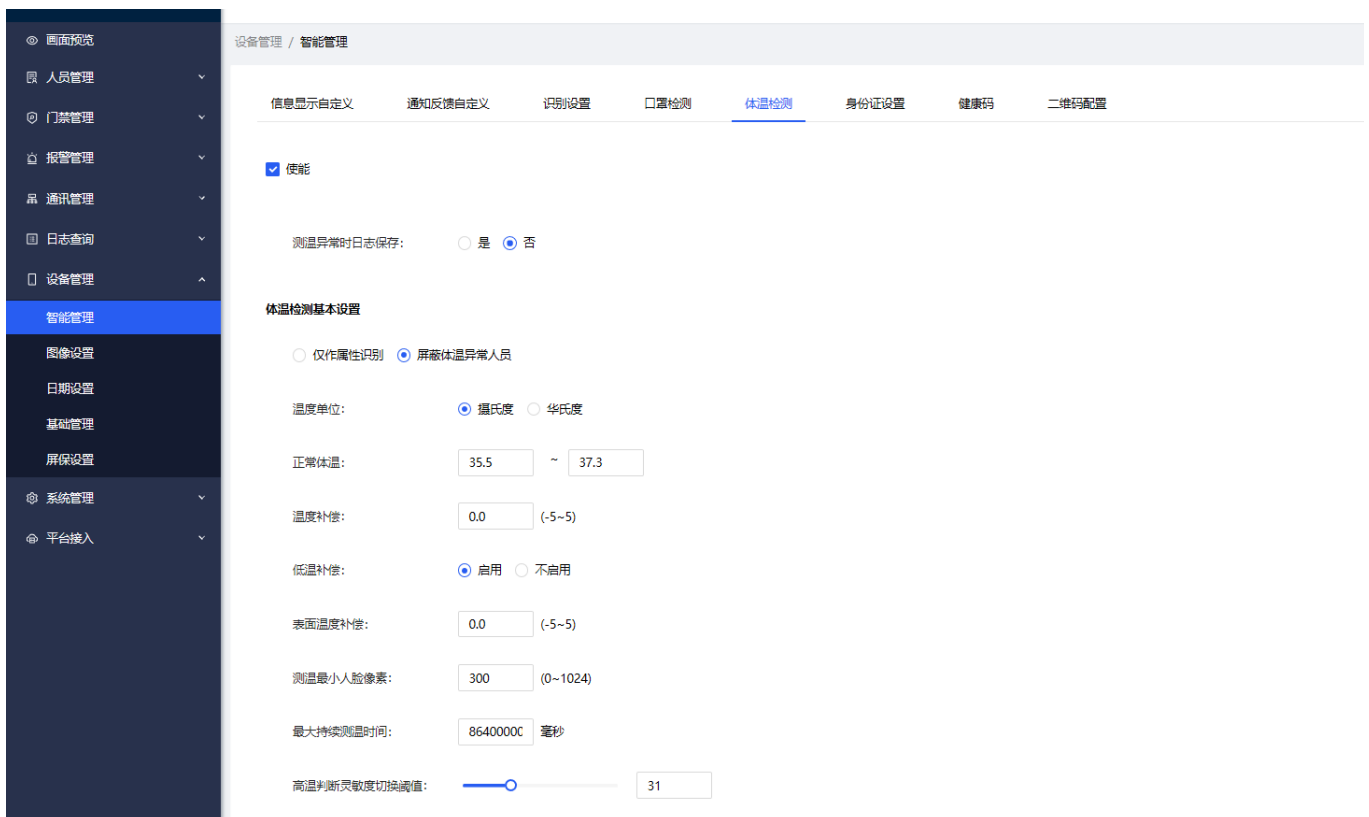 画面预览
人员管理
门禁管理
报警管理
通讯管理
日志查询
设备管理
智能管理
图像设置
日期设置
基础管理
屏保设置
系统管理
平台接入
设备管理 / 智能管理
信息显示自定义 通知反馈自定义 识别设置 口罩检测 体温检测 身份证设置 健康码 二维码配置
使能
测温异常时日志保存: 是 否
体温检测基本设置
仅作属性识别 屏蔽体温异常人员
温度单位: 摄氏度 华氏度
正常体温: 35.5 ~ 37.3
温度补偿: 0.0 (-5~5)
低温补偿: 启用 不启用
表面温度补偿: 0.0 (-5~5)
测温最小人脸像素: 300 (0~1024)
最大持续测温时间: 86400000 毫秒
高温判断灵敏度切换阈值: 31